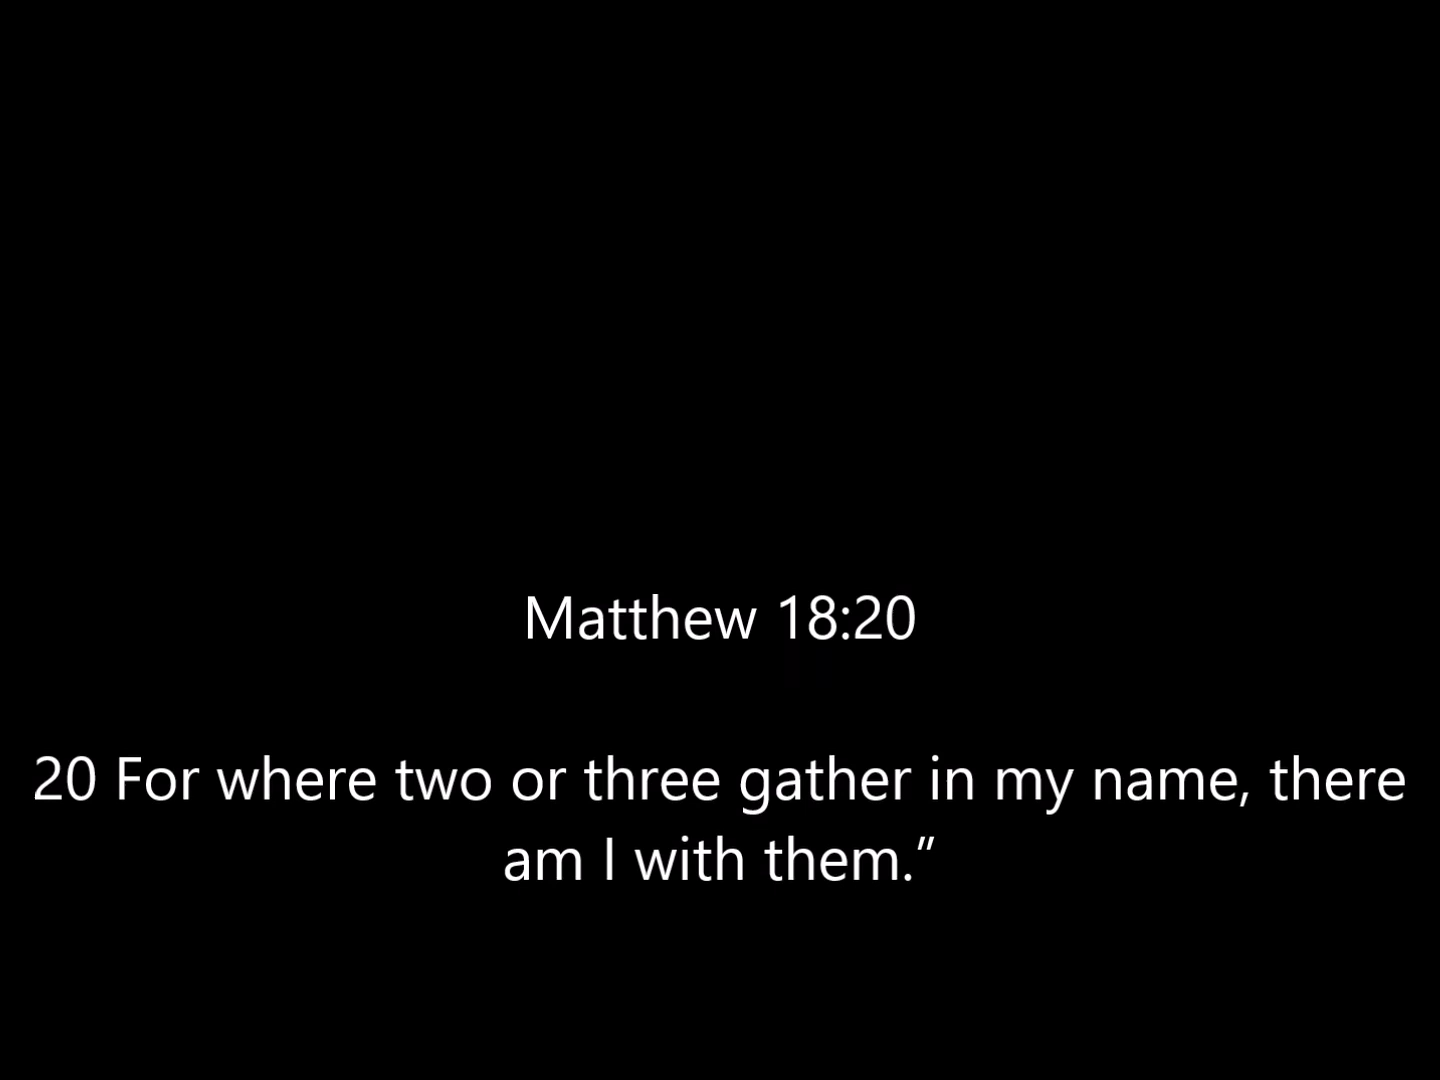 Matthew 18:20
20 For where two or three gather in my name, there
am I with them.”